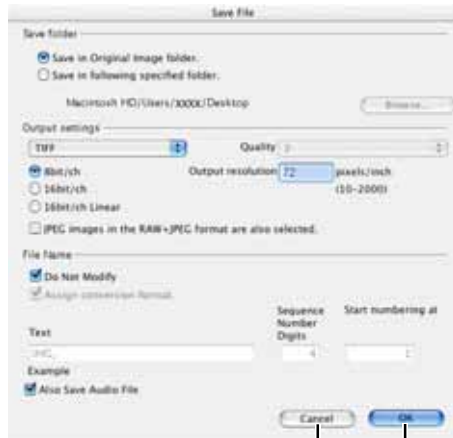 Save File
Save folder
Save in Original Image folder.
Save in following specified folder.
Macintosh HD/Users/XXXX/Desktop
Browse...
Output settings
TIFF
Quality
8bit/ch
Output resolution 72 pixels/inch
16bit/ch
(10-2000)
16bit/ch Linear
JPEG images in the RAW+JPEG format are also selected.
File Name
Do Not Modify
Assign conversion format.
Sequence Number Digits
Start numbering at
Text
4
1
Example
Also Save Audio File
Cancel
OK